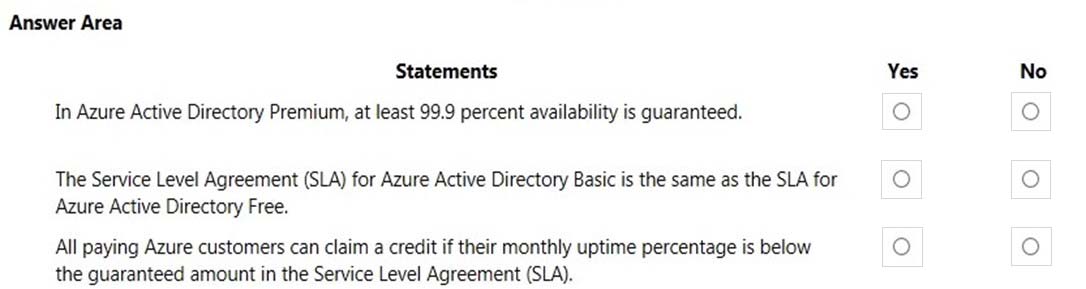 Answer Area
Statements Yes No
In Azure Active Directory Premium, at least 99.9 percent availability is guaranteed.
The Service Level Agreement (SLA) for Azure Active Directory Basic is the same as the SLA for
Azure Active Directory Free.
All paying Azure customers can claim a credit if their monthly uptime percentage is below
the guaranteed amount in the Service Level Agreement (SLA).